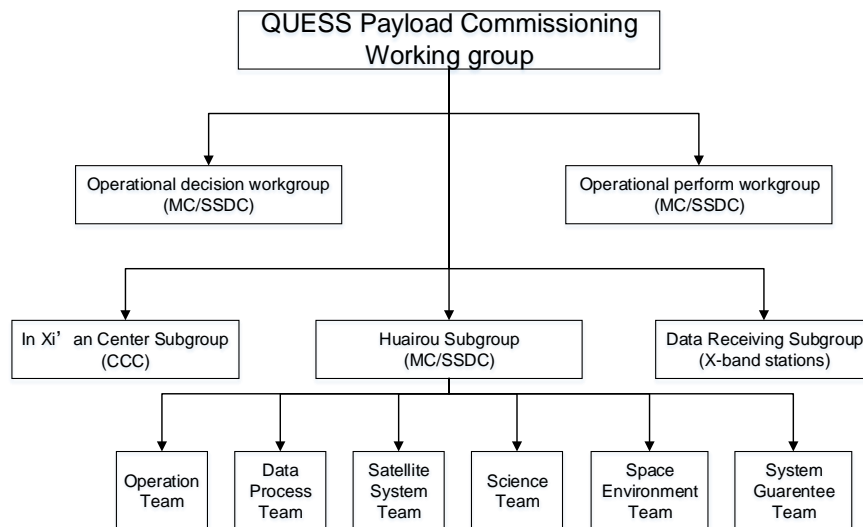 QUESS Payload Commissioning
Working group
Operational decision workgroup
(MC/SSDC)
Operational perform workgroup
(MC/SSDC)
In Xi’an Center Subgroup
(CCC)
Huairou Subgroup
(MC/SSDC)
Data Receiving Subgroup
(X-band stations)
Operation
Team
Data
Process
Team
Satellite
System
Team
Science
Team
Space
Environment
Team
System
Guarentee
Team